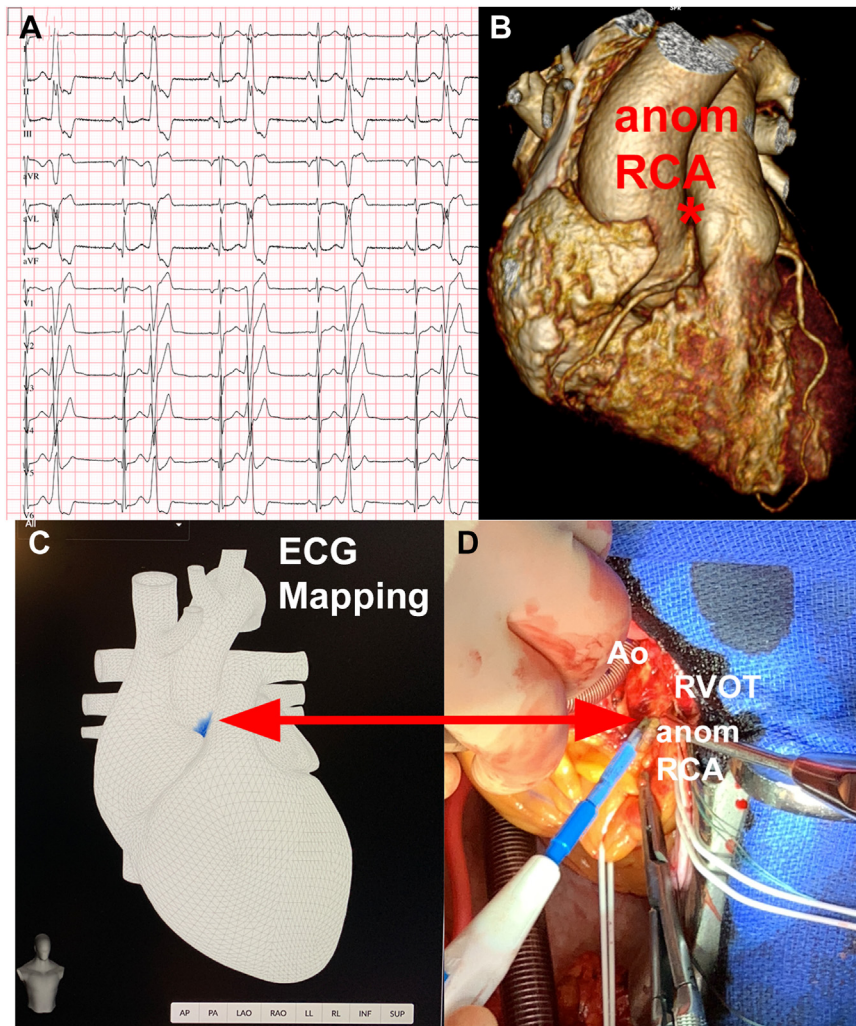 A
I
II
III
aVR
aVL
aVF
V1
V2
V3
V4
V5
V6
B
SPR
anom
RCA
*
All
C
ECG
Mapping
AP PA LAO RAO LL RL INF SUP
D
Ao
RVOT
anom
RCA